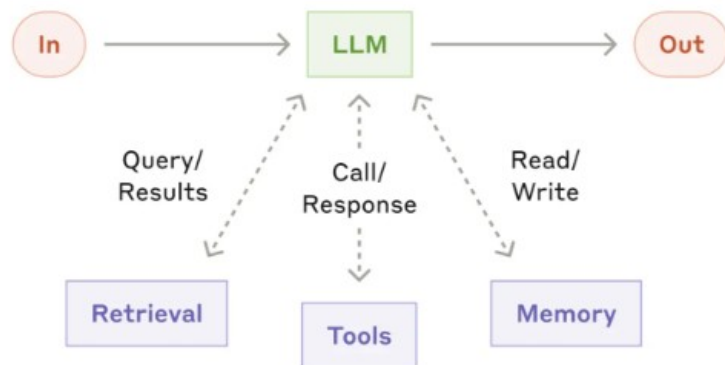 In
LLM
Out
Query/
Results
Call/
Response
Read/
Write
Retrieval
Tools
Memory